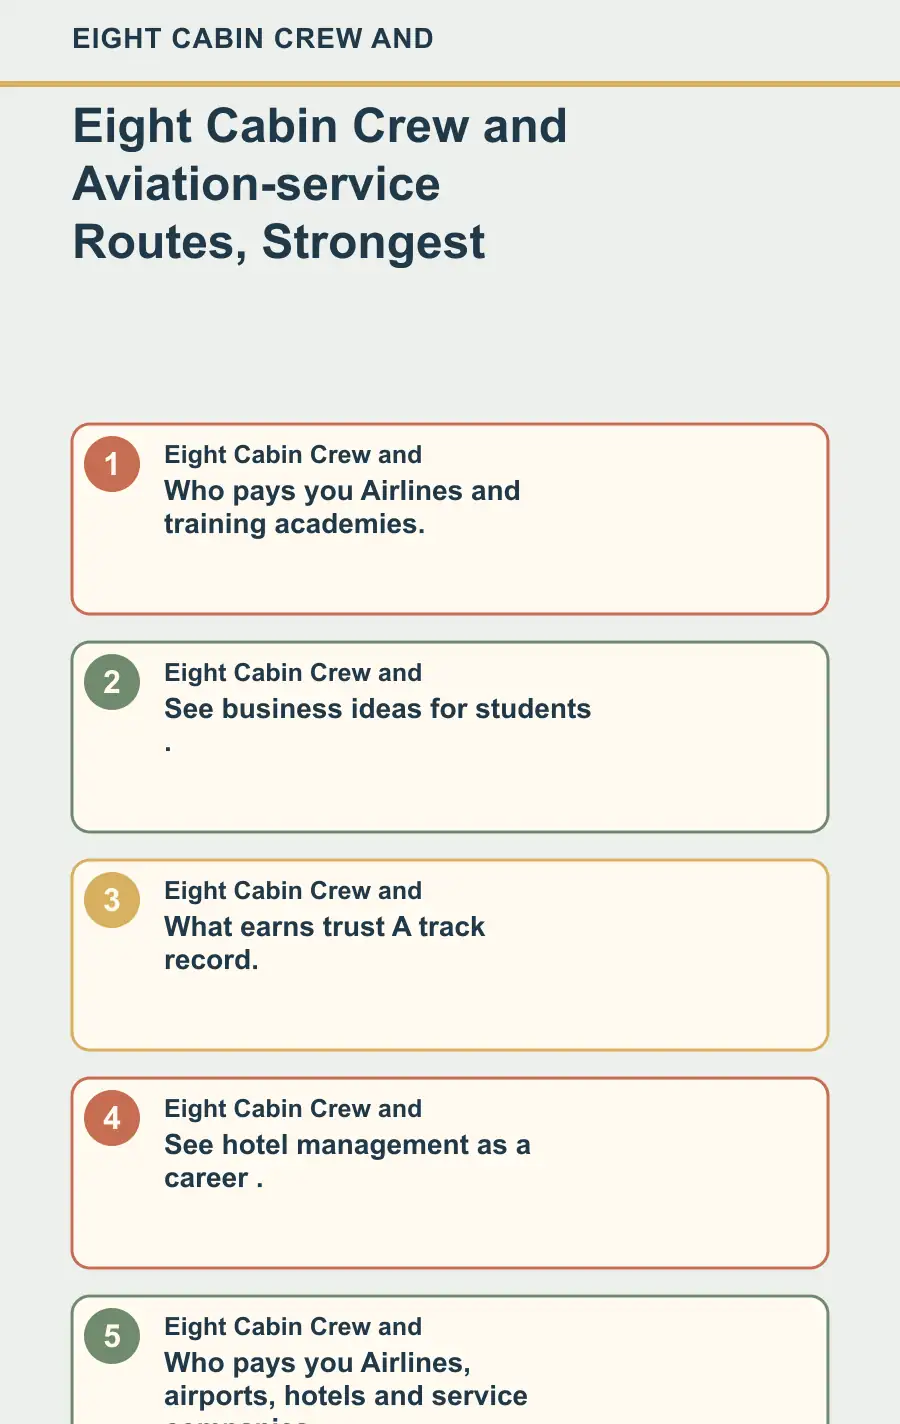 EIGHT CABIN CREW AND
Eight Cabin Crew and
Aviation-service
Routes, Strongest
1
Eight Cabin Crew and
Who pays you Airlines and
training academies.
2
Eight Cabin Crew and
See business ideas for students
.
3
Eight Cabin Crew and
What earns trust A track
record.
4
Eight Cabin Crew and
See hotel management as a
career .
5
Eight Cabin Crew and
Who pays you Airlines,
airports, hotels and service